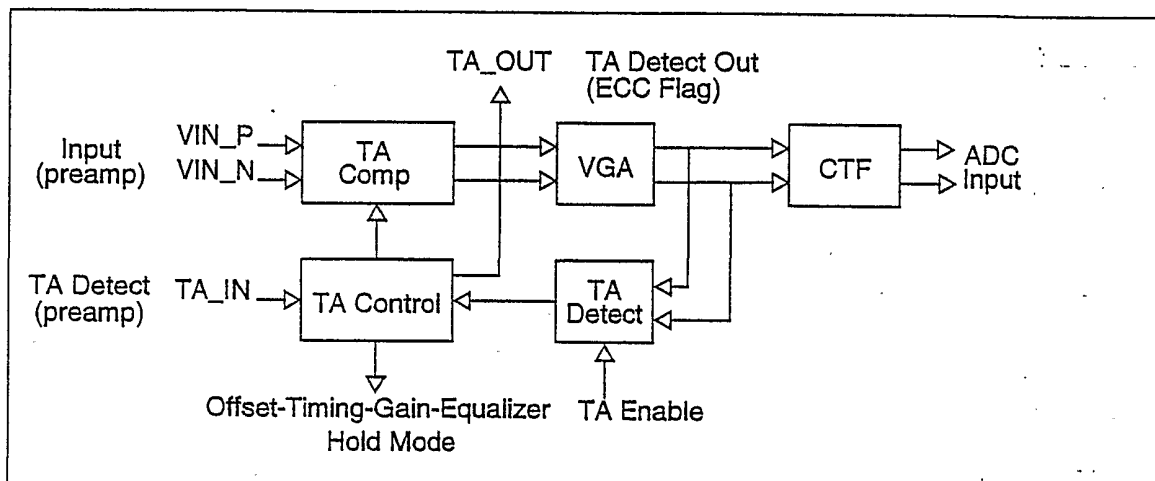 TA_OUT
TA Detect Out
(ECC Flag)
Input
(preamp)
VIN_P
VIN_N
TA
Comp
VGA
CTF
ADC
Input
TA Detect
(preamp)
TA_IN
TA Control
TA
Detect
Offset-Timing-Gain-Equalizer
Hold Mode
TA Enable